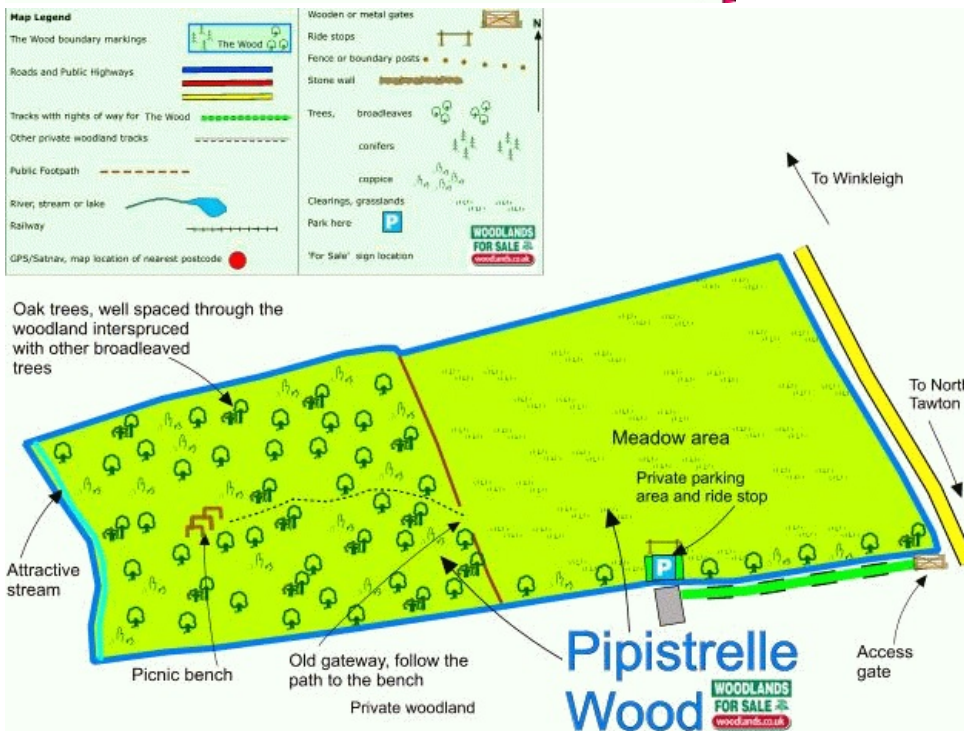 Map Legend
The Wood boundary markings
The Wood
Roads and Public Highways
Tracks with rights of way for The Wood
Other private woodland tracks
Public Footpath
River, stream or lake
Railway
GPS/Satnav, map location of nearest postcode
Wooden or metal gates
Ride stops
Fence or boundary posts
Stone wall
Trees, broadleaves
conifers
coppice
Clearings, grasslands
Park here
P
'For Sale' sign location
WOODLANDS
FOR SALE
woodlands.co.uk
N
To Winkleigh
Oak trees, well spaced through the
woodland interspruced
with other broadleaved
trees
To North
Tawton
Meadow area
Private parking
area and ride stop
P
Attractive
stream
Picnic bench
Old gateway, follow the
path to the bench
Private woodland
Access
gate
Pipistrelle
Wood
WOODLANDS
FOR SALE
woodlands.co.uk